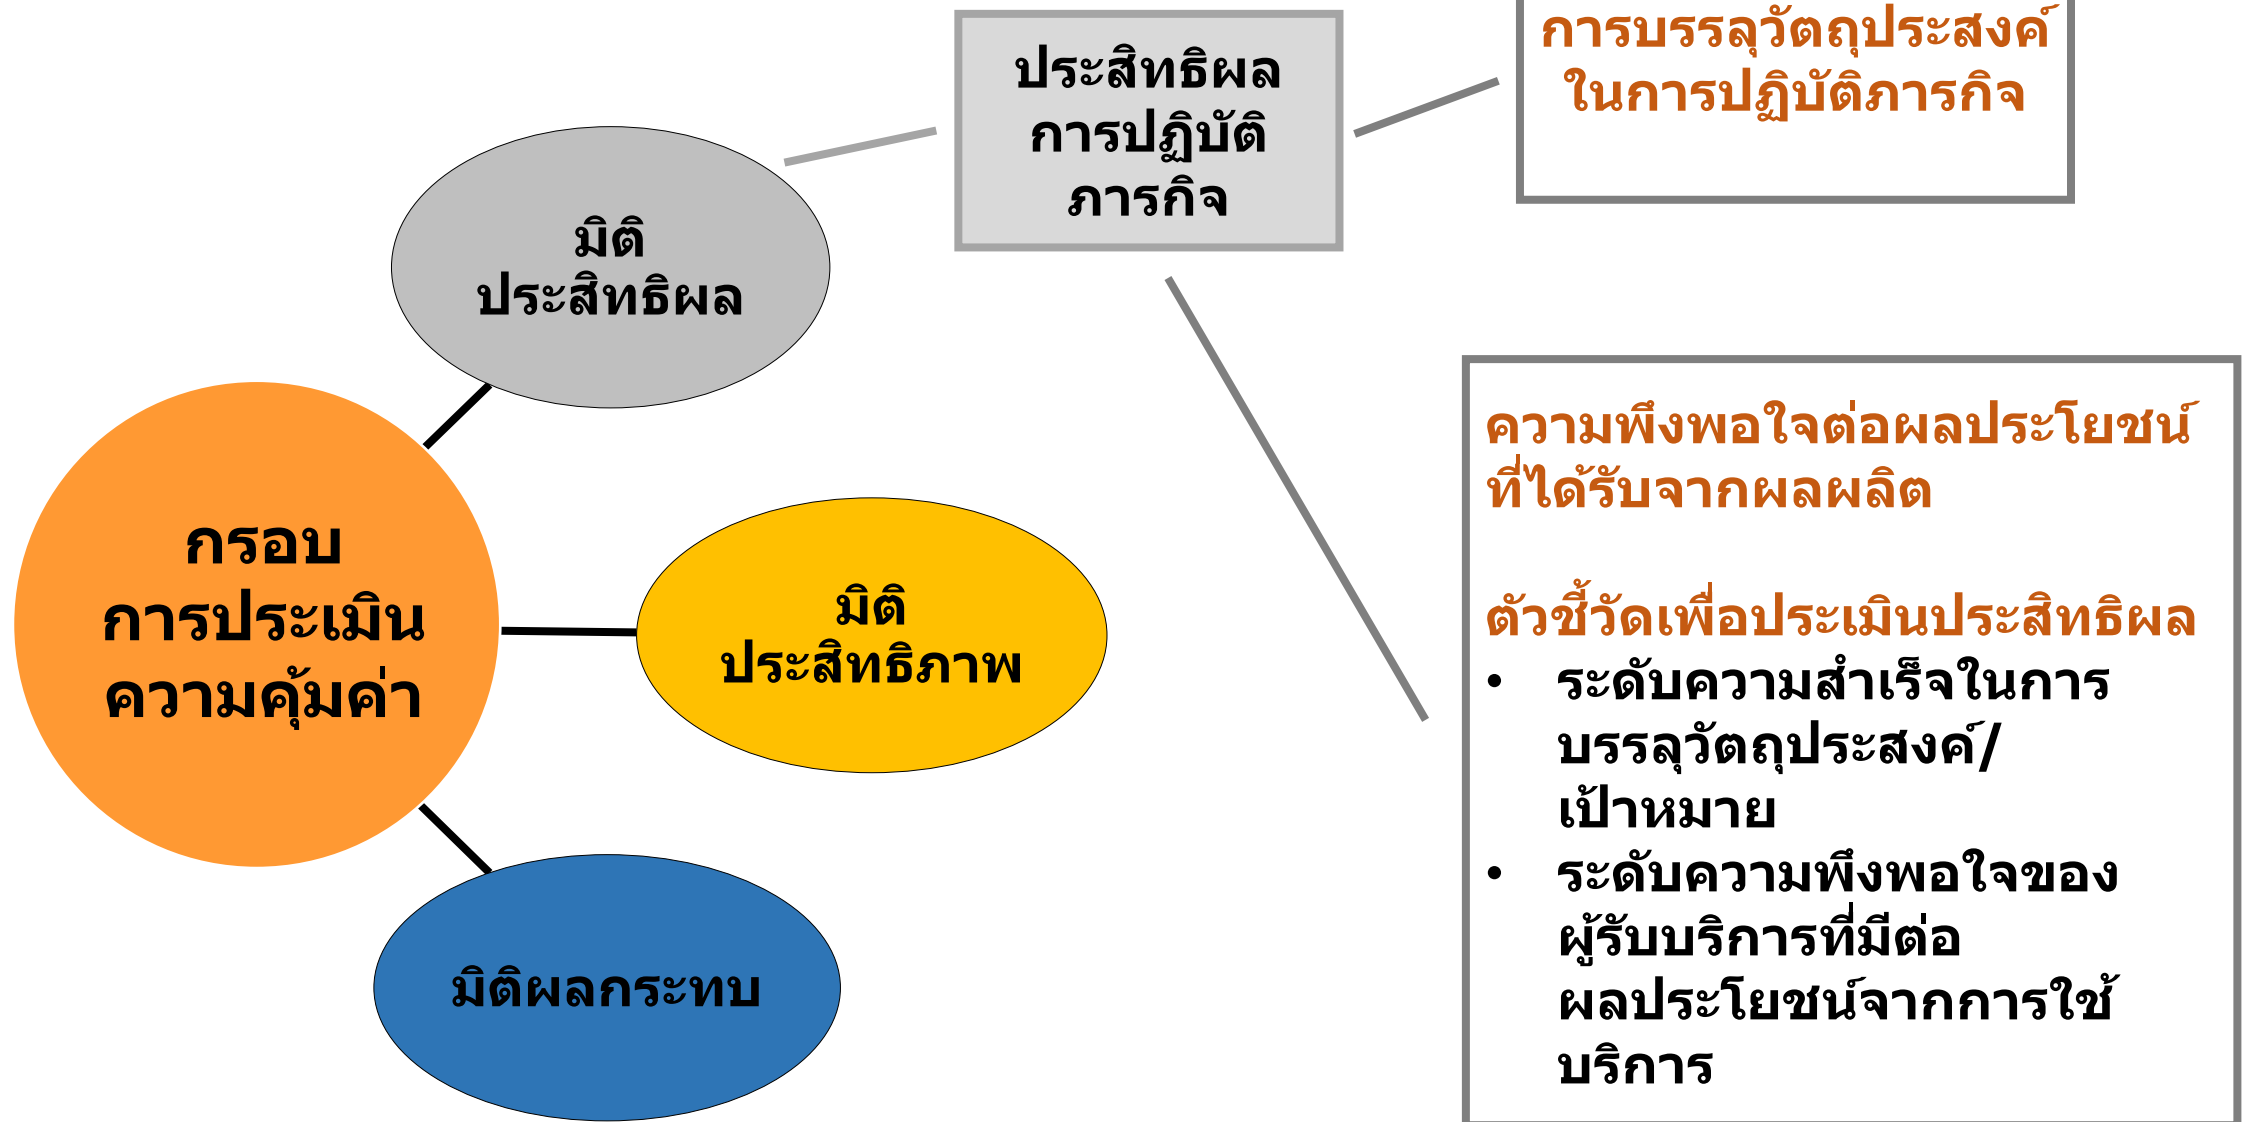 การบรรลุวัตถุประสงค์
ในการปฏิบัติภารกิจ
ประสิทธิผล
การปฏิบัติ
ภารกิจ
มิติ
ประสิทธิผล
กรอบ
การประเมิน
ความคุ้มค่า
มิติ
ประสิทธิภาพ
มิติผลกระทบ
ความพึงพอใจต่อผลประโยชน์
ที่ได้รับจากผลผลิต
ตัวชี้วัดเพื่อประเมินประสิทธิผล
• ระดับความสำเร็จในการ
บรรลุวัตถุประสงค์/
เป้าหมาย
• ระดับความพึงพอใจของ
ผู้รับบริการที่มีต่อ
ผลประโยชน์จากการใช้
บริการ